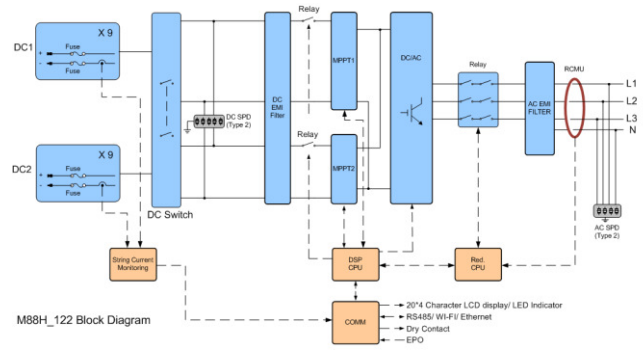 DC1
X 9
Fuse
+
-
Fuse
DC2
X 9
Fuse
+
-
Fuse
DC Switch
DC SPD
(Type 2)
DC
EMI
Filter
Relay
Relay
MPPT1
MPPT2
DC/AC
Relay
AC EMI
FILTER
RCMU
L1
L2
L3
N
AC SPD
(Type 2)
String Current
Monitoring
DSP
CPU
Red.
CPU
COMM
20*4 Character LCD display/ LED Indicator
RS485/ WI-FI/ Ethernet
Dry Contact
EPO
M88H_122 Block Diagram